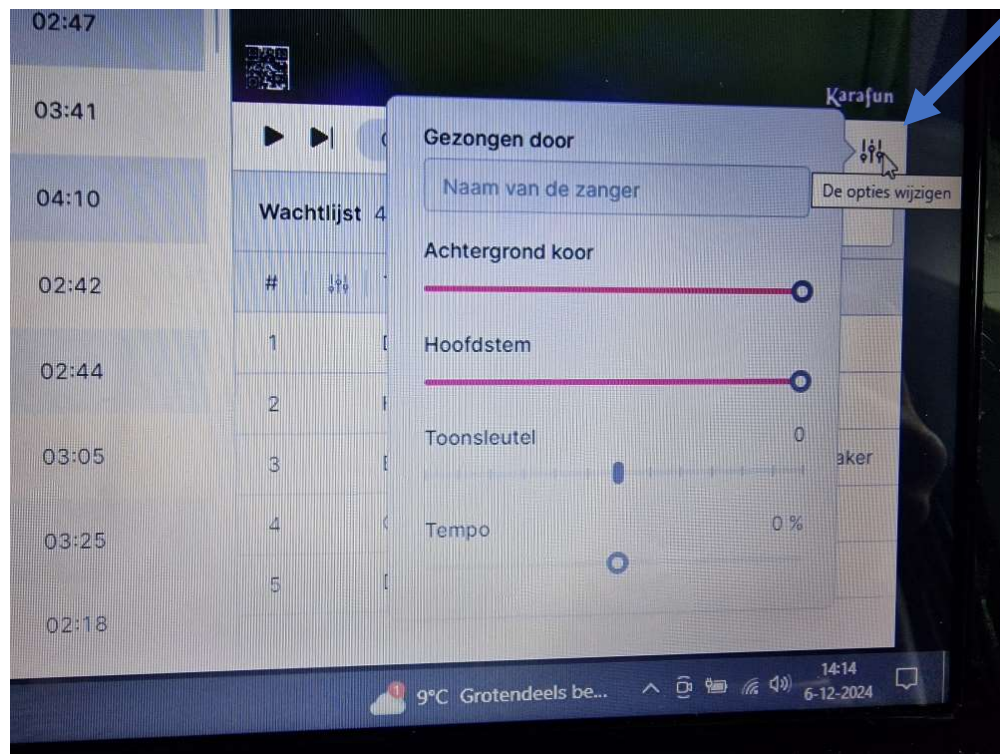 02:47
03:41
04:10
02:42
02:44
03:05
03:25
02:18
Karafun
Gezongen door
Naam van de zanger
De opties wijzigen
Wachtlijst 4
Achtergrond koor
#
1
Hoofdstem
2
Toonsleutel 0
3
aker
4
Tempo 0 %
5
9°C Grotendeels be...
14:14
6-12-2024